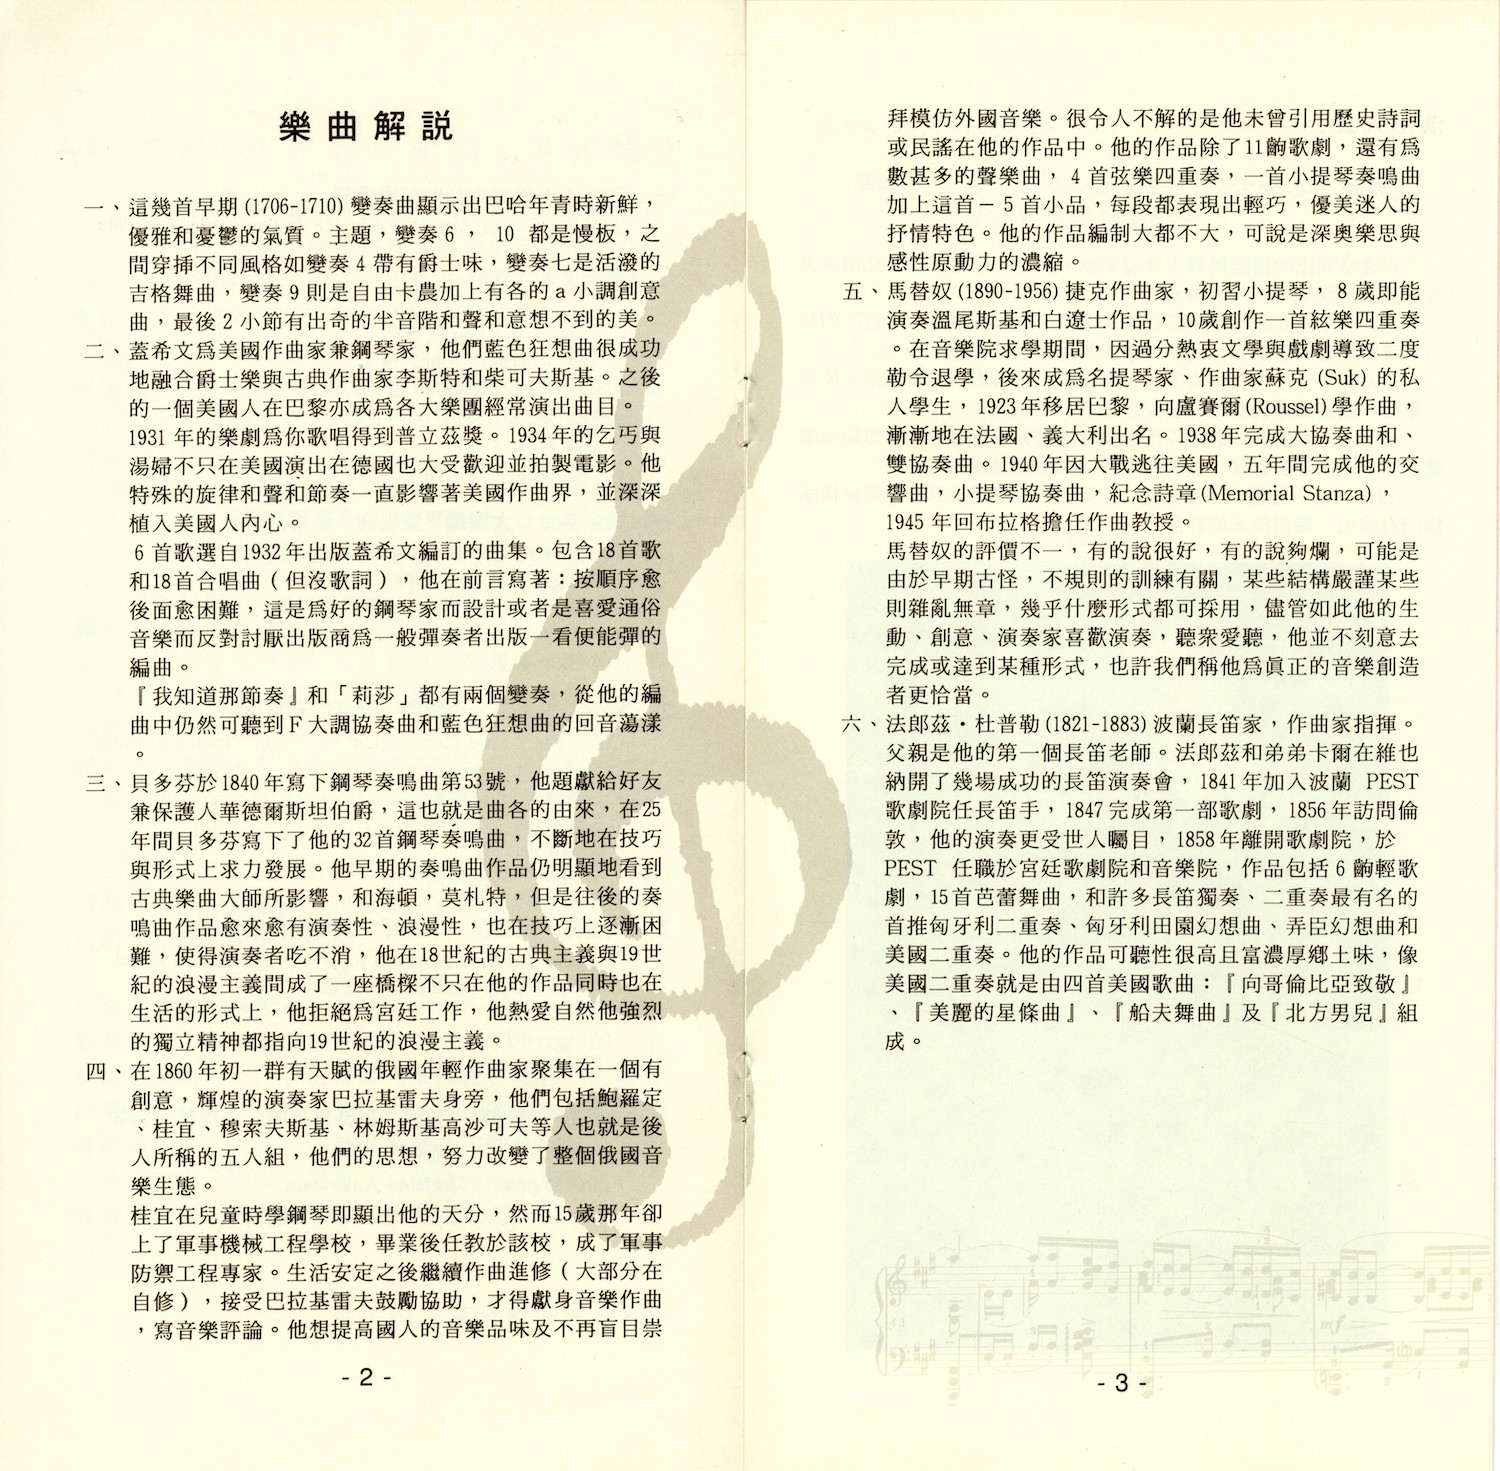 樂曲解説
一、這幾首早期(1706-1710)變奏曲顯示出巴哈年青時新鮮，
優雅和憂鬱的氣質。主題，變奏6， 10 都是慢板，之
間穿揷不同風格如變奏4帶有爵士味，變奏七是活潑的
吉格舞曲，變奏9則是自由卡農加上有各的a小調創意
曲，最後2小節有出奇的半音階和聲和意想不到的美。
二、蓋希文爲美國作曲家兼鋼琴家，他們藍色狂想曲很成功
地融合爵士樂與古典作曲家李斯特和柴可夫斯基。之後
的一個美國人在巴黎亦成爲各大樂團經常演出曲目。
1931年的樂劇爲你歌唱得到普立茲獎。1934年的乞丐與
湯婦不只在美國演出在德國也大受歡迎並拍製電影。他
特殊的旋律和聲和節奏一直影響著美國作曲界，並深深
植入美國人內心。
6首歌選自1932年出版蓋希文編訂的曲集。包含18首歌
和18首合唱曲（但沒歌詞），他在前言寫著：按順序愈
後面愈困難，這是爲好的鋼琴家而設計或者是喜愛通俗
音樂而反對討厭出版商爲一般彈奏者出版一看便能彈的
編曲。
『我知道那節奏』和「莉莎」都有兩個變奏，從他的編
曲中仍然可聽到F大調協奏曲和藍色狂想曲的回音蕩漾
。
三、貝多芬於1840年寫下鋼琴奏鳴曲第53號，他題獻給好友
兼保護人華德爾斯坦伯爵，這也就是曲各的由來，在25
年間貝多芬寫下了他的32首鋼琴奏鳴曲，不斷地在技巧
與形式上求力發展。他早期的奏鳴曲作品仍明顯地看到
古典樂曲大師所影響，和海頓，莫札特，但是往後的奏
鳴曲作品愈來愈有演奏性、浪漫性，也在技巧上逐漸困
難，使得演奏者吃不消，他在18世紀的古典主義與19世
紀的浪漫主義間成了一座橋樑不只在他的作品同時也在
生活的形式上，他拒絕爲宮廷工作，他熱愛自然他強烈
的獨立精神都指向19世紀的浪漫主義。
四、在1860年初一群有天賦的俄國年輕作曲家聚集在一個有
創意，輝煌的演奏家巴拉基雷夫身旁，他們包括鮑羅定
、桂宜、穆索夫斯基、林姆斯基高沙可夫等人也就是後
人所稱的五人組，他們的思想，努力改變了整個俄國音
樂生態。
桂宜在兒童時學鋼琴即顯出他的天分，然而15歲那年卻
上了軍事機械工程學校，畢業後任教於該校，成了軍事
防禦工程專家。生活安定之後繼續作曲進修（大部分在
自修），接受巴拉基雷夫鼓勵協助，才得獻身音樂作曲
，寫音樂評論。他想提高國人的音樂品味及不再盲目崇
- 2 -
拜模仿外國音樂。很令人不解的是他未曾引用歷史詩詞
或民謠在他的作品中。他的作品除了11齣歌劇，還有爲
數甚多的聲樂曲，4首弦樂四重奏，一首小提琴奏鳴曲
加上這首－5首小品，每段都表現出輕巧，優美迷人的
抒情特色。他的作品編制大都不大，可說是深奧樂思與
感性原動力的濃縮。
五、馬替奴(1890-1956)捷克作曲家，初習小提琴，8歲即能
演奏溫尾斯基和白遼士作品，10歲創作一首絃樂四重奏
。在音樂院求學期間，因過分熱衷文學與戲劇導致二度
勒令退學，後來成爲名提琴家、作曲家蘇克(Suk)的私
人學生，1923年移居巴黎，向盧賽爾(Roussel)學作曲，
漸漸地在法國、義大利出名。1938年完成大協奏曲和、
雙協奏曲。1940年因大戰逃往美國，五年間完成他的交
響曲，小提琴協奏曲，紀念詩章(Memorial Stanza)，
1945年回布拉格擔任作曲教授。
馬替奴的評價不一，有的說很好，有的說夠爛，可能是
由於早期古怪，不規則的訓練有關，某些結構嚴謹某些
則雜亂無章，幾乎什麼形式都可採用，儘管如此他的生
動、創意、演奏家喜歡演奏，聽衆愛聽，他並不刻意去
完成或達到某種形式，也許我們稱他爲眞正的音樂創造
者更恰當。
六、法郎茲・杜普勒(1821-1883)波蘭長笛家，作曲家指揮。
父親是他的第一個長笛老師。法郎茲和弟弟卡爾在維也
納開了幾場成功的長笛演奏會，1841年加入波蘭 PEST
歌劇院任長笛手，1847完成第一部歌劇，1856年訪問倫
敦，他的演奏更受世人矚目，1858年離開歌劇院，於
PEST 任職於宮廷歌劇院和音樂院，作品包括6齣輕歌
劇，15首芭蕾舞曲，和許多長笛獨奏、二重奏最有名的
首推匈牙利二重奏、匈牙利田園幻想曲、弄臣幻想曲和
美國二重奏。他的作品可聽性很高且富濃厚鄉土味，像
美國二重奏就是由四首美國歌曲：『向哥倫比亞致敬』
、『美麗的星條曲』、『船夫舞曲』及『北方男兒』組
成。
mf
- 3 -